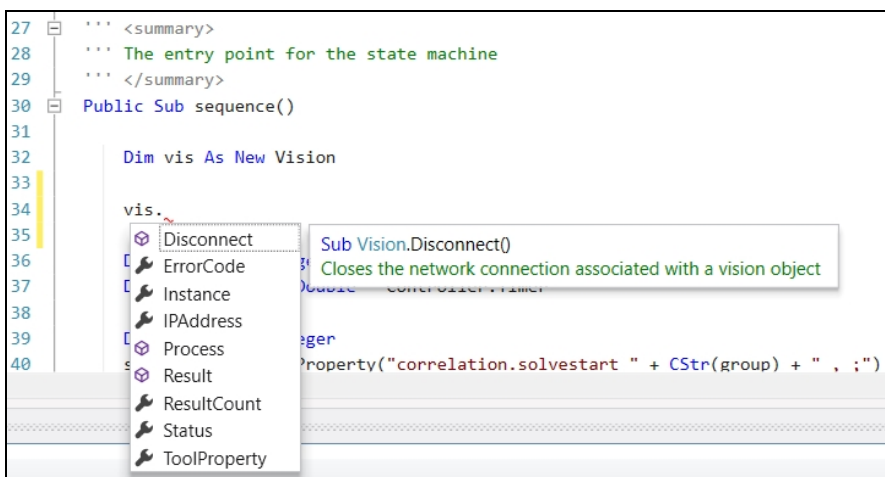 27 ''' <summary>
28 ''' The entry point for the state machine
29 ''' </summary>
30 Public Sub sequence()
31
32 Dim vis As New Vision
33
34 vis.
35
Disconnect
Sub Vision.Disconnect()
Closes the network connection associated with a vision object
36
ErrorCode
37
Instance
38
IPAddress
39
Process
eger
40
Result
roperty("correlation.solvestart " + CStr(group) + " , ;")
ResultCount
Status
ToolProperty